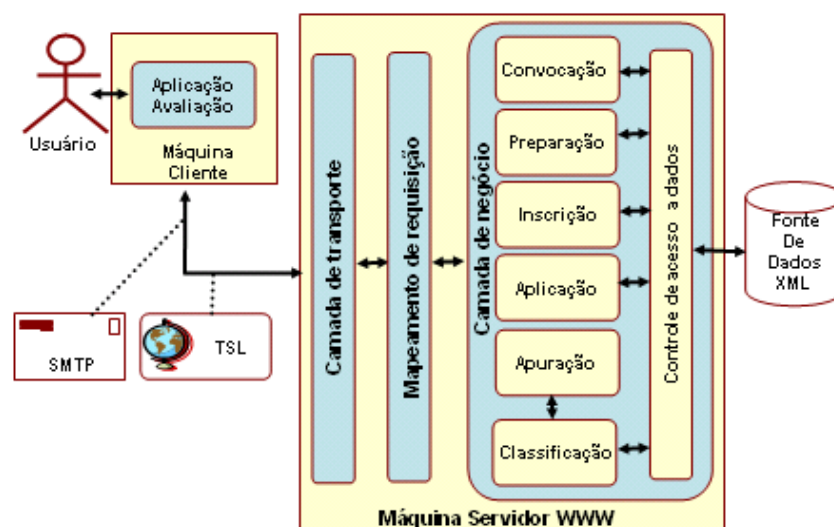 Usuário
Aplicação
Avaliação
Máquina
Cliente
SMTP
TSL
Camada de transporte
Mapeamento de requisição
Camada de negócio
Convocação
Preparação
Inscrição
Aplicação
Apuração
Classificação
Controle de acesso a dados
Fonte
De
Dados
XML
Máquina Servidor WWW